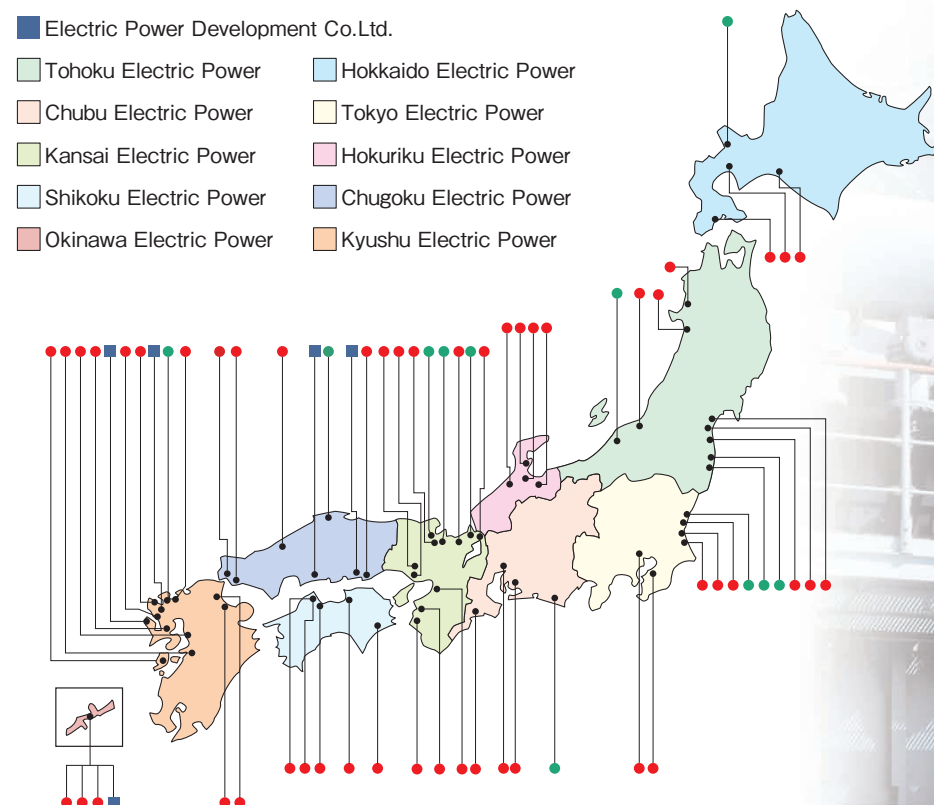 Electric Power Development Co.Ltd.
Tohoku Electric Power
Hokkaido Electric Power
Chubu Electric Power
Tokyo Electric Power
Kansai Electric Power
Hokuriku Electric Power
Shikoku Electric Power
Chugoku Electric Power
Okinawa Electric Power
Kyushu Electric Power